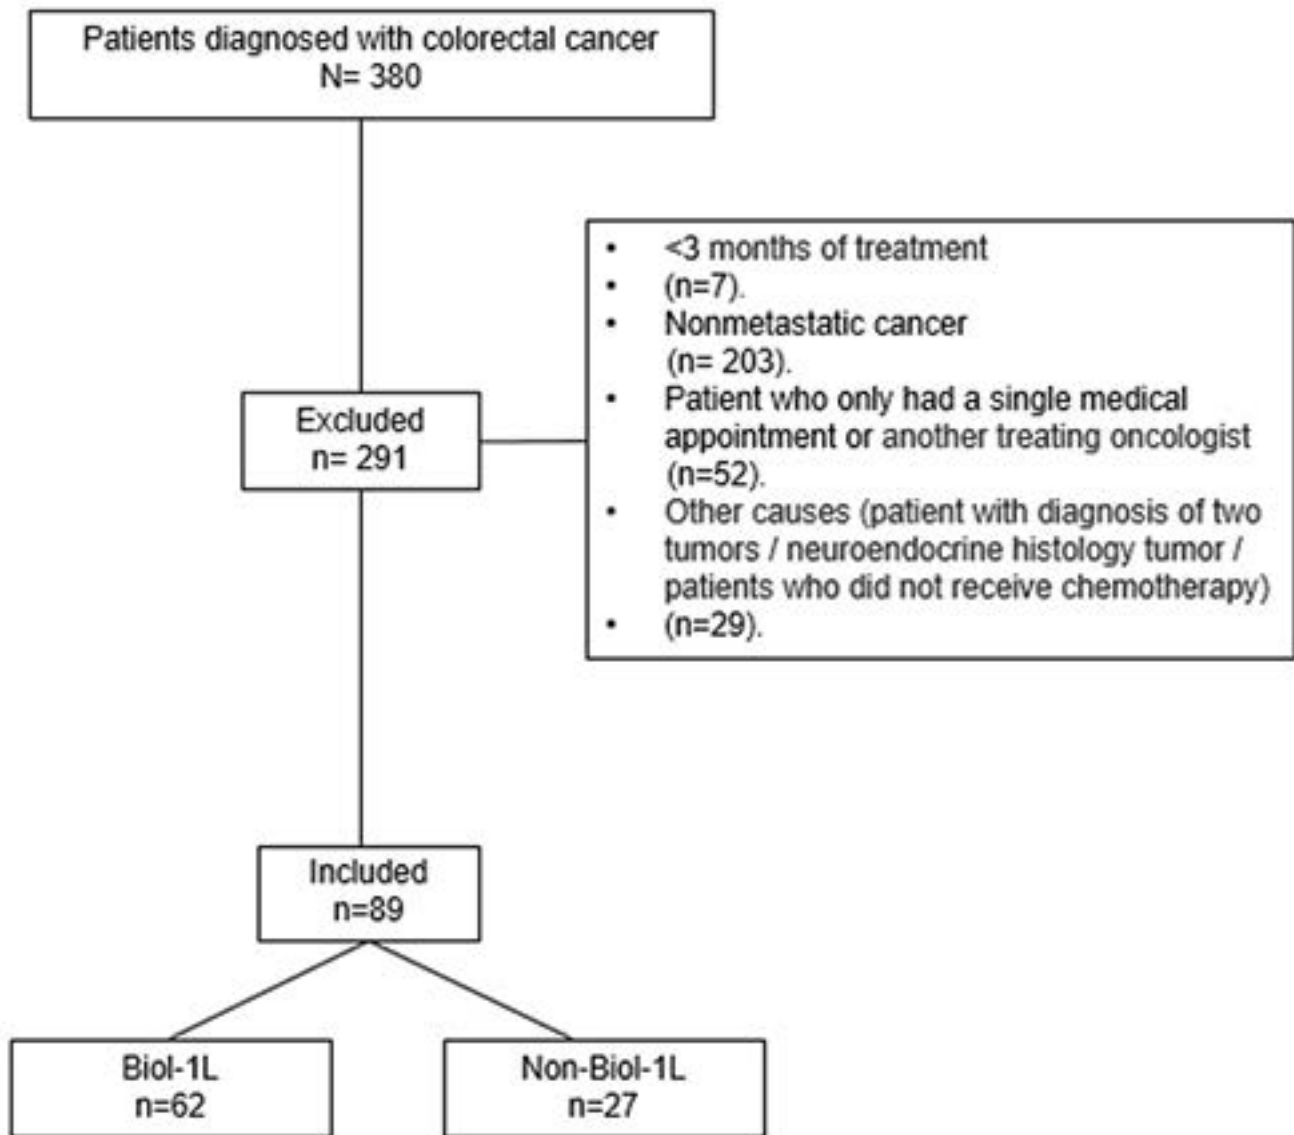 Patients diagnosed with colorectal cancer
N= 380
• <3 months of treatment
• (n=7).
• Nonmetastatic cancer
(n= 203).
• Patient who only had a single medical
appointment or another treating oncologist
(n=52).
• Other causes (patient with diagnosis of two
tumors / neuroendocrine histology tumor /
patients who did not receive chemotherapy)
• (n=29).
Excluded
n= 291
Included
n=89
Biol-1L
n=62
Non-Biol-1L
n=27